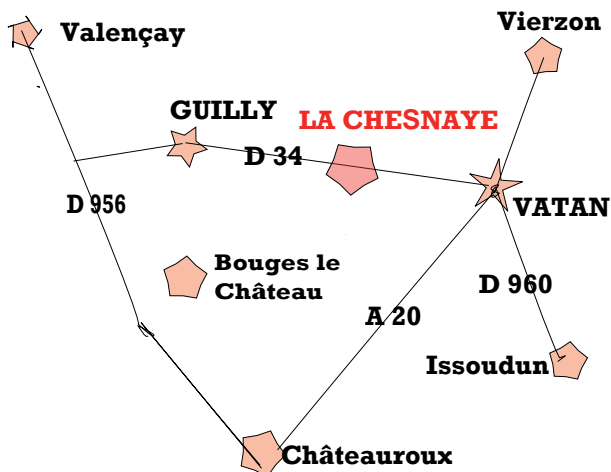 Vierzon
Valençay
GUILLY
LA CHESNAYE
D 34
D 956
VATAN
Bouges le
Château
D 960
A 20
Issoudun
Châteauroux